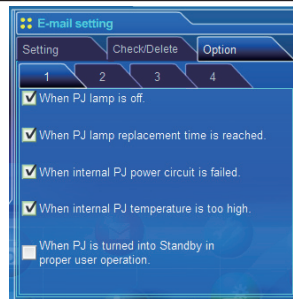 E-mail setting
Setting Check/Delete Option
1 2 3 4
When PJ lamp is off.
When PJ lamp replacement time is reached.
When internal PJ power circuit is failed.
When internal PJ temperature is too high.
When PJ is turned into Standby in
proper user operation.